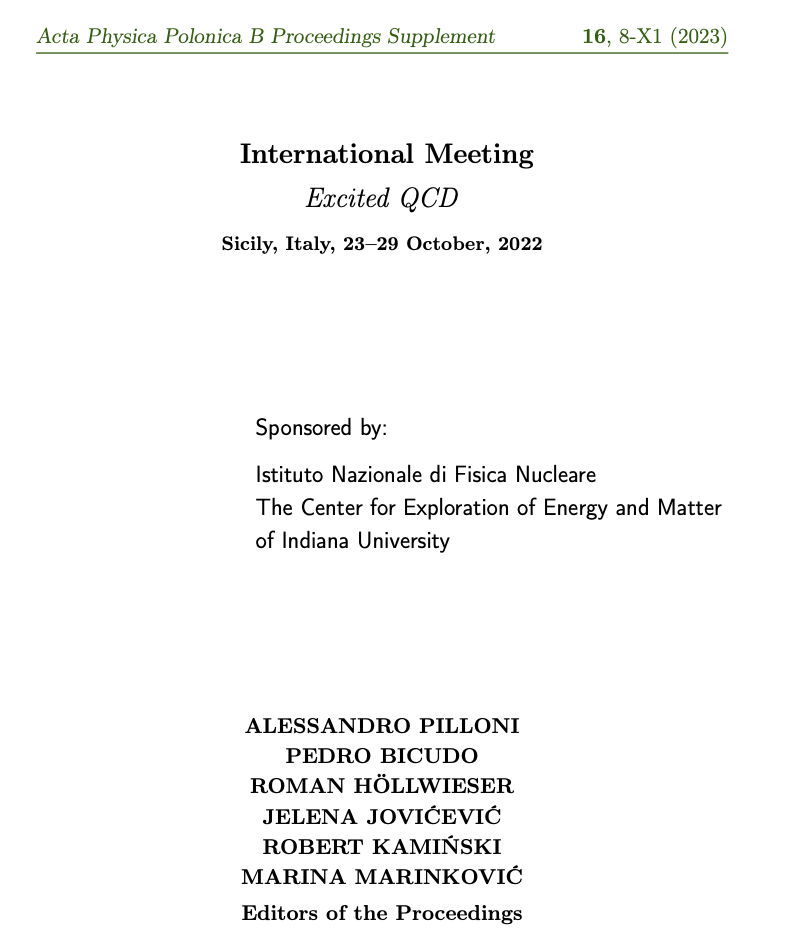 Acta Physica Polonica B Proceedings Supplement 16, 8-X1 (2023)
International Meeting
Excited QCD
Sicily, Italy, 23–29 October, 2022
Sponsored by:
Istituto Nazionale di Fisica Nucleare
The Center for Exploration of Energy and Matter
of Indiana University
ALESSANDRO PILLONI
PEDRO BICUDO
ROMAN HÖLLWIESER
JELENA JOVIĆEVIĆ
ROBERT KAMIŃSKI
MARINA MARINKOVIĆ
Editors of the Proceedings